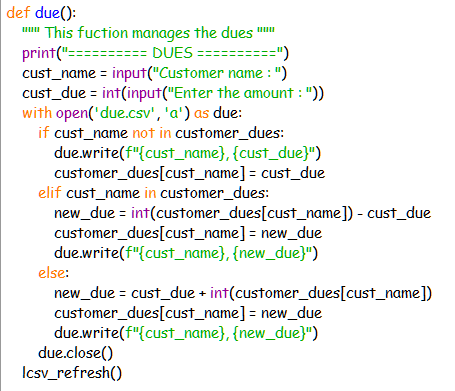 def due():
""" This fuction manages the dues """
print("========== DUES ==========")
cust_name = input("Customer name : ")
cust_due = int(input("Enter the amount : "))
with open('due.csv', 'a') as due:
if cust_name not in customer_dues:
due.write(f"{cust_name}, {cust_due}")
customer_dues[cust_name] = cust_due
elif cust_name in customer_dues:
new_due = int(customer_dues[cust_name]) - cust_due
customer_dues[cust_name] = new_due
due.write(f"{cust_name}, {new_due}")
else:
new_due = cust_due + int(customer_dues[cust_name])
customer_dues[cust_name] = new_due
due.write(f"{cust_name}, {new_due}")
due.close()
lcsv_refresh()